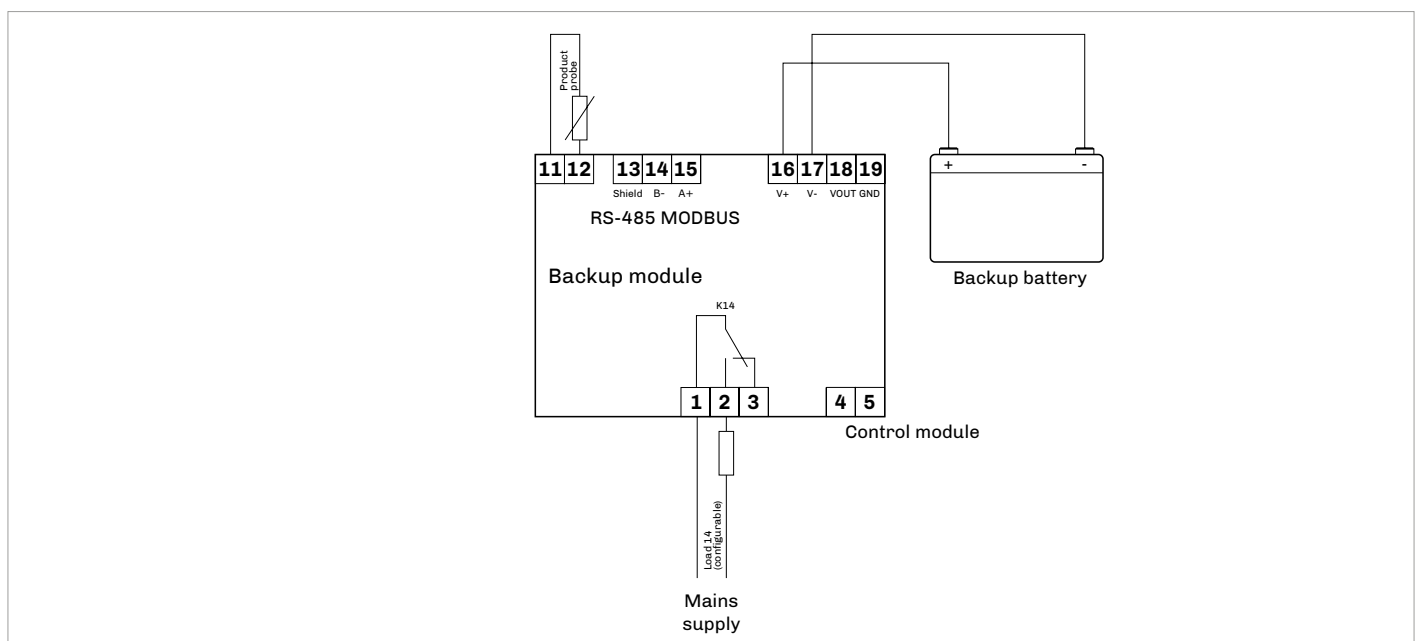 Product
probe
11 12 13 14 15 16 17 18 19
Shield B- A+ V+ V- VOUT GND
+ -
RS-485 MODBUS
Backup module
Backup battery
K14
1 2 3 4 5
Control module
Load 14
(configurable)
Mains
supply